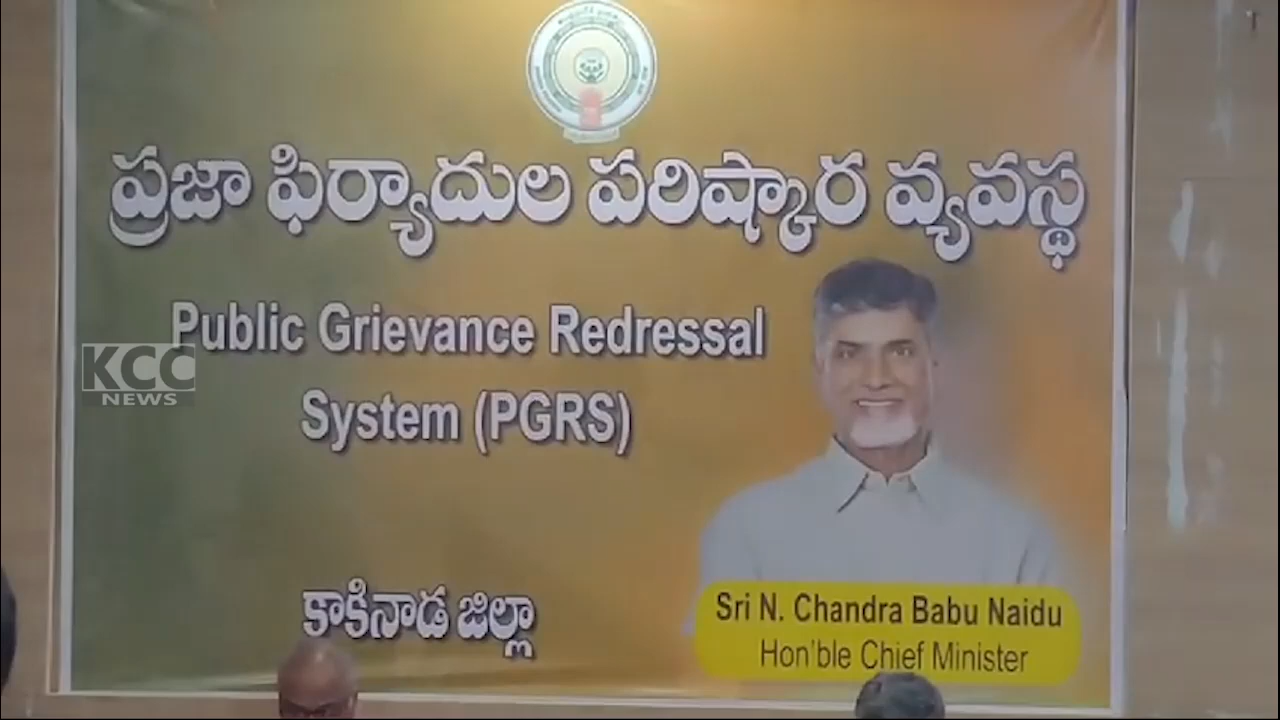 ప్రజా ఫిర్యాదుల పరిష్కార వ్యవస్థ
Public Grievance Redressal
System (PGRS)
KCC
NEWS
కాకినాడ జిల్లా
Sri N. Chandra Babu Naidu
Hon'ble Chief Minister